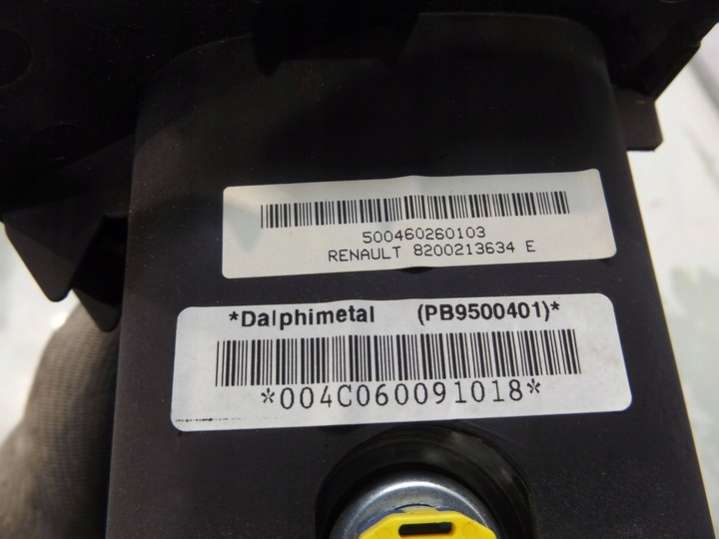 500460260103
RENAULT 8200213634 E
*Dalphimetal (PB9500401)*
*004C060091018*